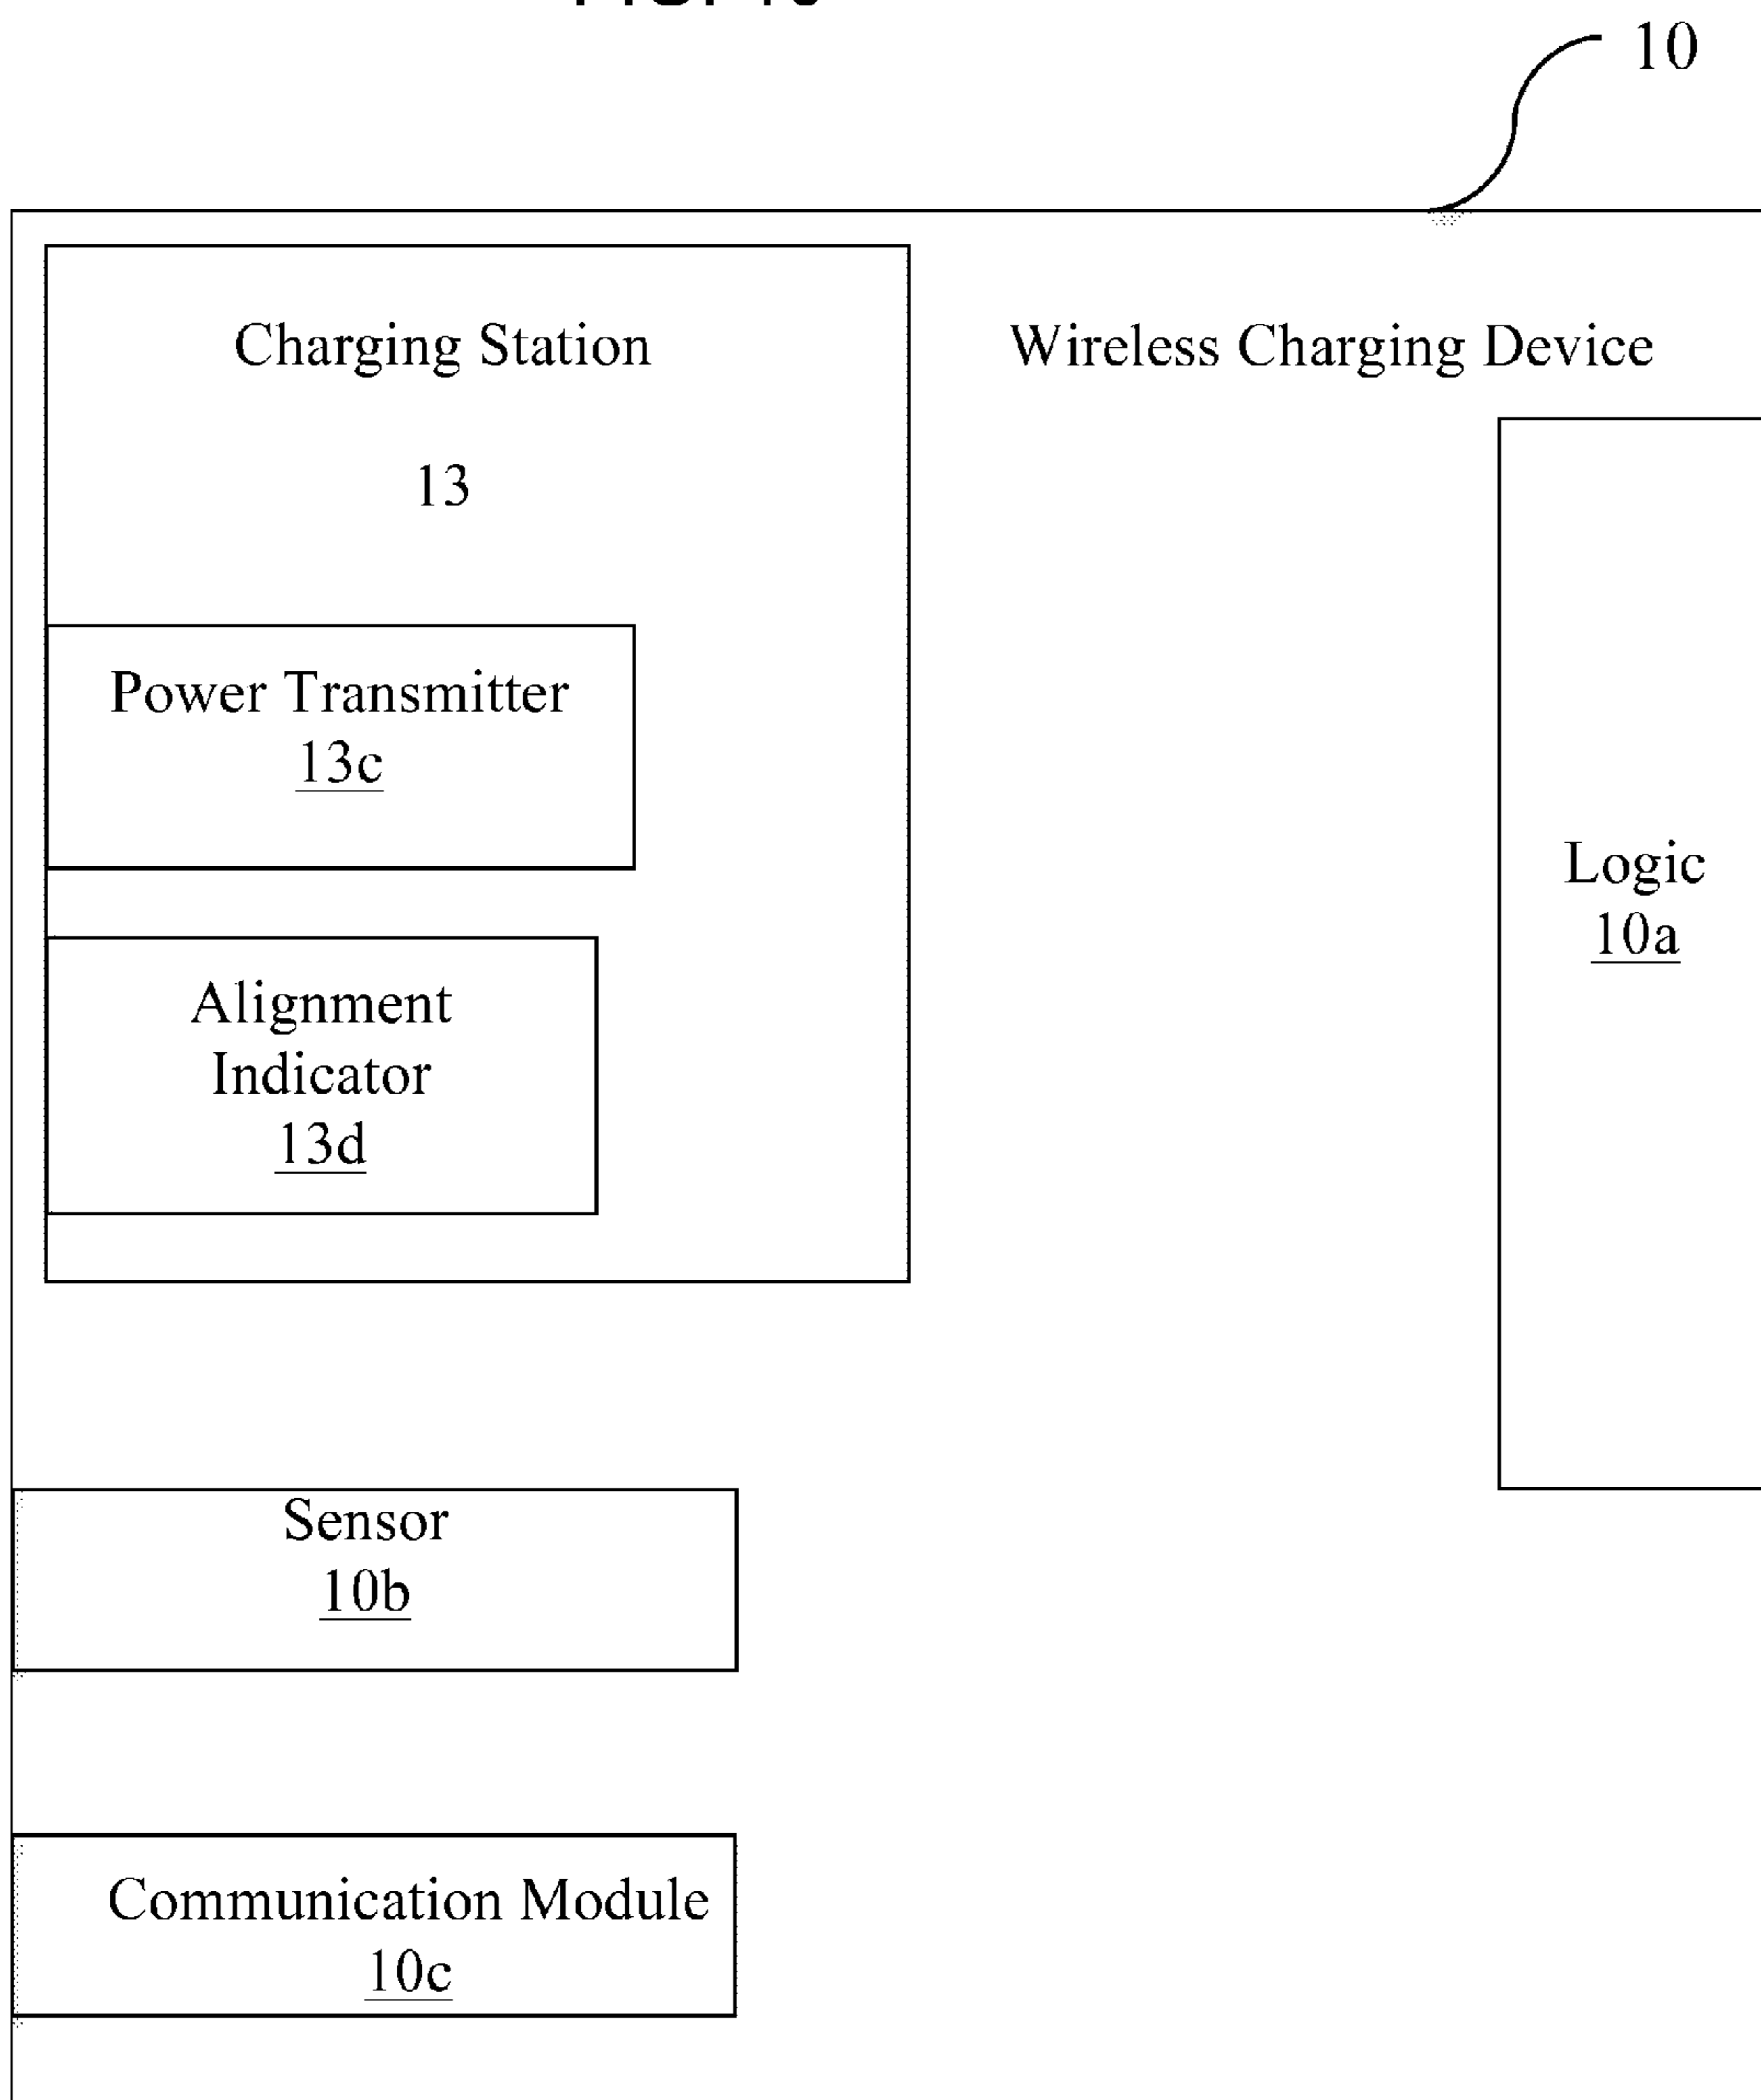 10
Charging Station
13
Wireless Charging Device
Power Transmitter
13c
Alignment
Indicator
13d
Logic
10a
Sensor
10b
Communication Module
10c